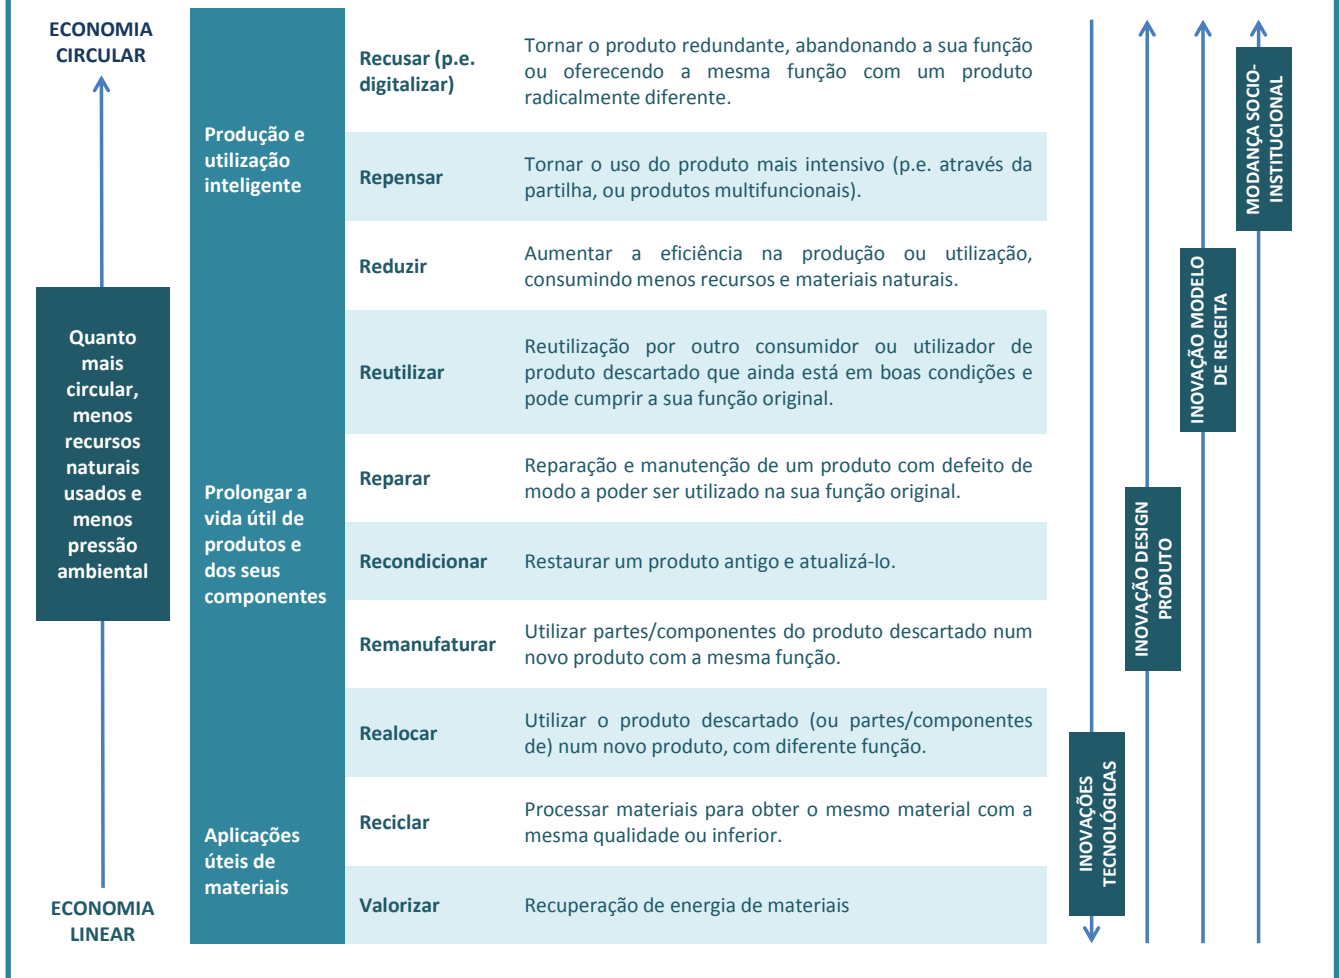 ECONOMIA
CIRCULAR
Quanto
mais
circular,
menos
recursos
naturais
usados e
menos
pressão
ambiental
ECONOMIA
LINEAR
Produção e
utilização
inteligente
Recusar (p.e.
digitalizar)
Tornar o produto redundante, abandonando a sua função
ou oferecendo a mesma função com um produto
radicalmente diferente.
Repensar
Tornar o uso do produto mais intensivo (p.e. através da
partilha, ou produtos multifuncionais).
Reduzir
Aumentar a eficiência na produção ou utilização,
consumindo menos recursos e materiais naturais.
Prolongar a
vida útil de
produtos e
dos seus
componentes
Reutilizar
Reutilização por outro consumidor ou utilizador de
produto descartado que ainda está em boas condições e
pode cumprir a sua função original.
Reparar
Reparação e manutenção de um produto com defeito de
modo a poder ser utilizado na sua função original.
Recondicionar
Restaurar um produto antigo e atualizá-lo.
Remanufaturar
Utilizar partes/componentes do produto descartado num
novo produto com a mesma função.
Realocar
Utilizar o produto descartado (ou partes/componentes
de) num novo produto, com diferente função.
Aplicações
úteis de
materiais
Reciclar
Processar materiais para obter o mesmo material com a
mesma qualidade ou inferior.
Valorizar
Recuperação de energia de materiais
INOVAÇÕES
TECNOLÓGICAS
INOVAÇÃO DESIGN
PRODUTO
INOVAÇÃO MODELO
DE RECEITA
MODANÇA SOCIO-
INSTITUCIONAL